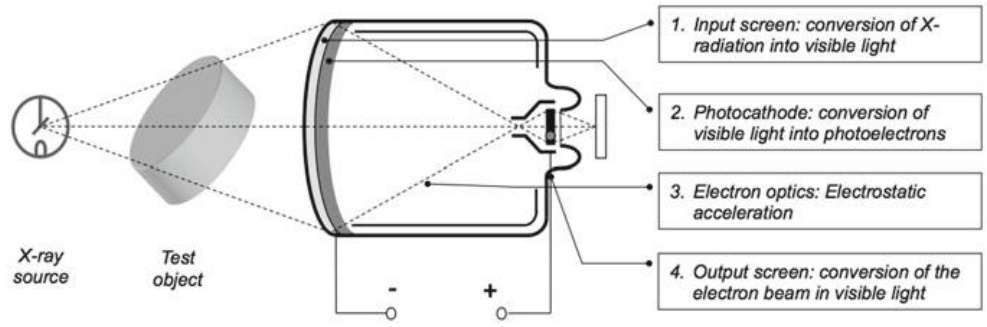 1. Input screen: conversion of X-
radiation into visible light
2. Photocathode: conversion of
visible light into photoelectrons
3. Electron optics: Electrostatic
acceleration
4. Output screen: conversion of the
electron beam in visible light
X-ray
source
Test
object
- +